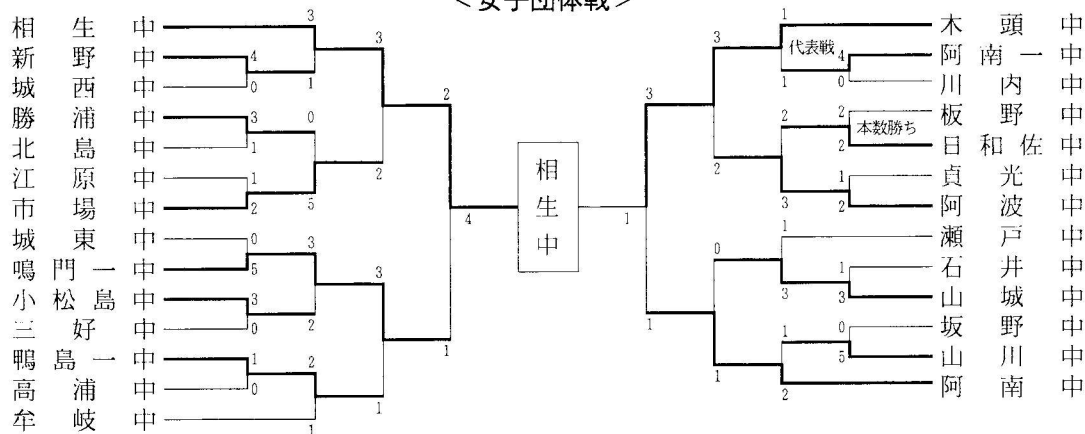 ＜女子団体戦＞
相生中
新野中
城西中
勝浦中
北島中
江原中
市場中
城東中
鳴門一中
小松島中
三好中
鴨島一中
高浦中
牟岐中
4
0
3
1
1
2
0
5
3
0
1
0
3
1
0
5
3
2
2
1
3
2
3
1
2
1
4
相生中
1
3
1
3
2
0
1
1
代表戦
1
2
3
1
3
1
2
4
0
2
本数勝ち
2
1
2
1
3
0
5
木頭中
阿南一中
川内中
板野中
日和佐中
貞光中
阿波中
瀬戸中
石井中
山城中
坂野中
山川中
阿南中